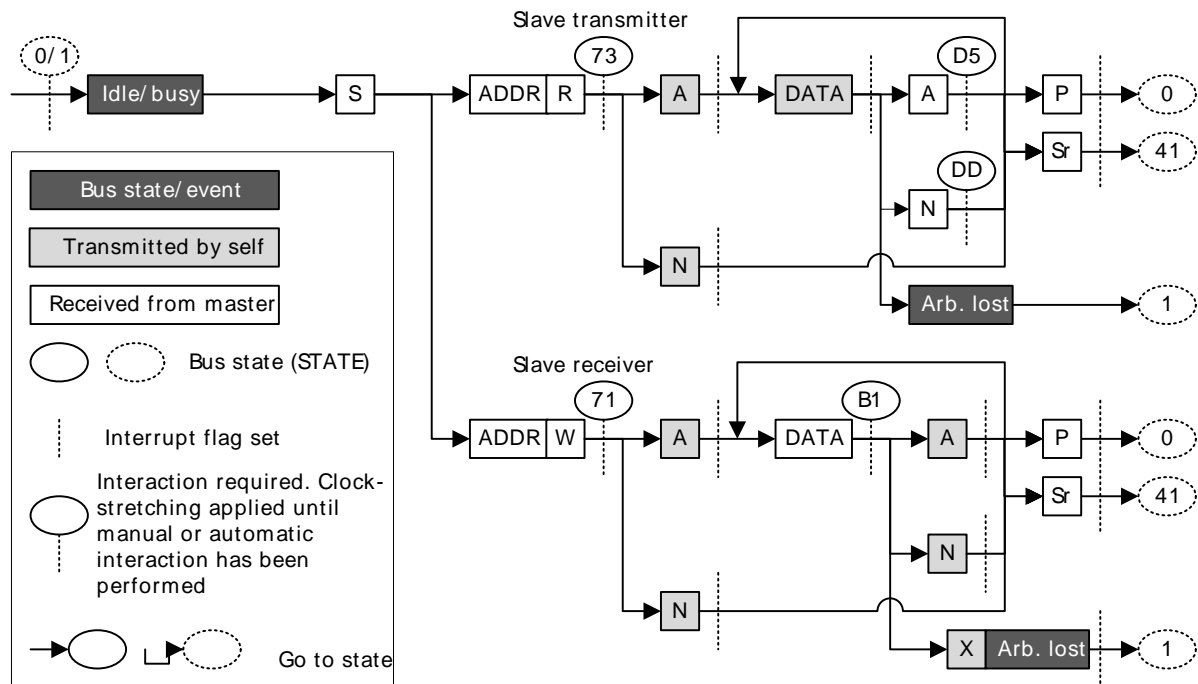 Slave transmitter
0/1
73
D5
Idle/busy
S
ADDR R
A
DATA
A
P
0
Sr
41
DD
N
N
Arb. lost
1
Bus state/event
Transmitted by self
Received from master
Bus state (STATE)
Interrupt flag set
Interaction required. Clock-
stretching applied until
manual or automatic
interaction has been
performed
Go to state
Slave receiver
71
B1
ADDR W
A
DATA
A
P
0
Sr
41
N
N
X Arb. lost
1